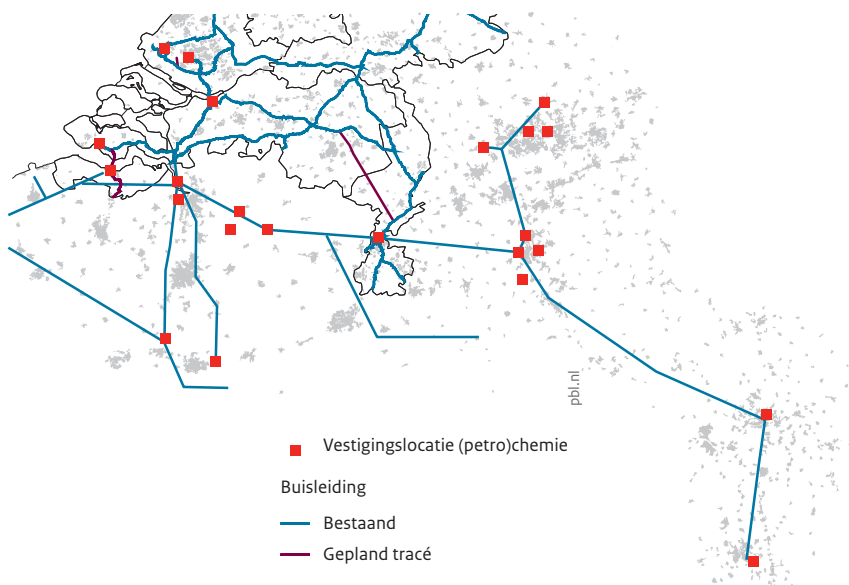 pbl.nl
Vestigingslocatie (petro)chemie
Buisleiding
Bestaand
Gepland tracé